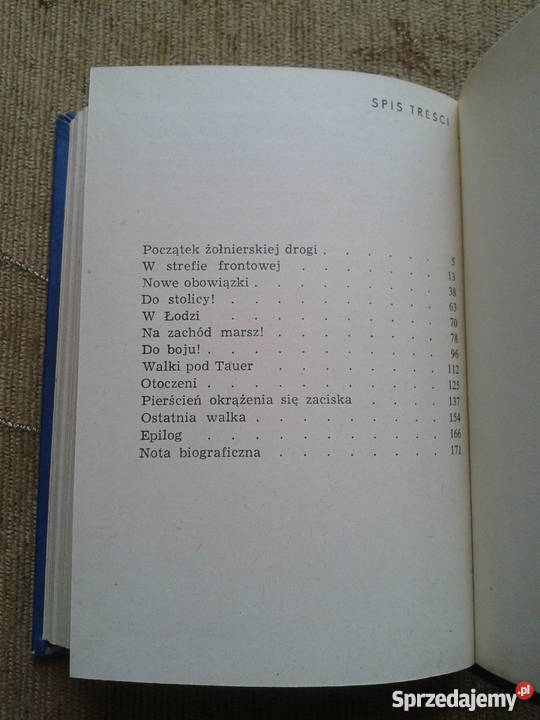 SPIS TREŚCI
Początek żołnierskiej drogi . . . . . 5
W strefie frontowej . . . . . . . 13
Nowe obowiązki . . . . . . . . 38
Do stolicy! . . . . . . . . . 63
W Łodzi . . . . . . . . . . 70
Na zachód marsz! . . . . . . . . 78
Do boju! . . . . . . . . . . 96
Walki pod Tauer . . . . . . . . 112
Otoczeni . . . . . . . . . . 125
Pierścień okrążenia się zaciska . . . . 137
Ostatnia walka . . . . . . . . . 154
Epilog . . . . . . . . . . 166
Nota biograficzna . . . . . . . . 171
Sprzedajemy.pl